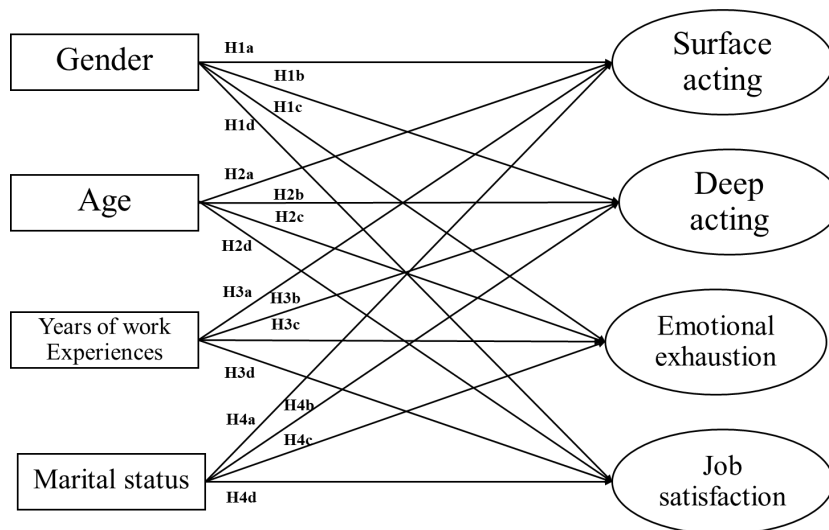 Gender
Age
Years of work
Experiences
Marital status
H1a
H1b
H1c
H1d
H2a
H2b
H2c
H2d
H3a
H3b
H3c
H3d
H4a
H4b
H4c
H4d
Surface
acting
Deep
acting
Emotional
exhaustion
Job
satisfaction